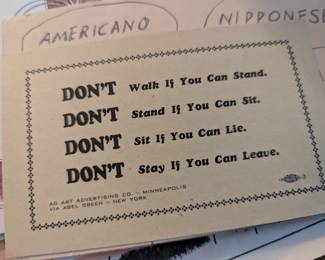 AMERICANO
NIPPONES
DON'T Walk If You Can Stand.
DON'T Stand If You Can Sit.
DON'T Sit If You Can Lie.
DON'T Stay If You Can Leave.
AD ART ADVERTISING CO. – MINNEAPOLIS
VIA ABEL GREEN – NEW YORK